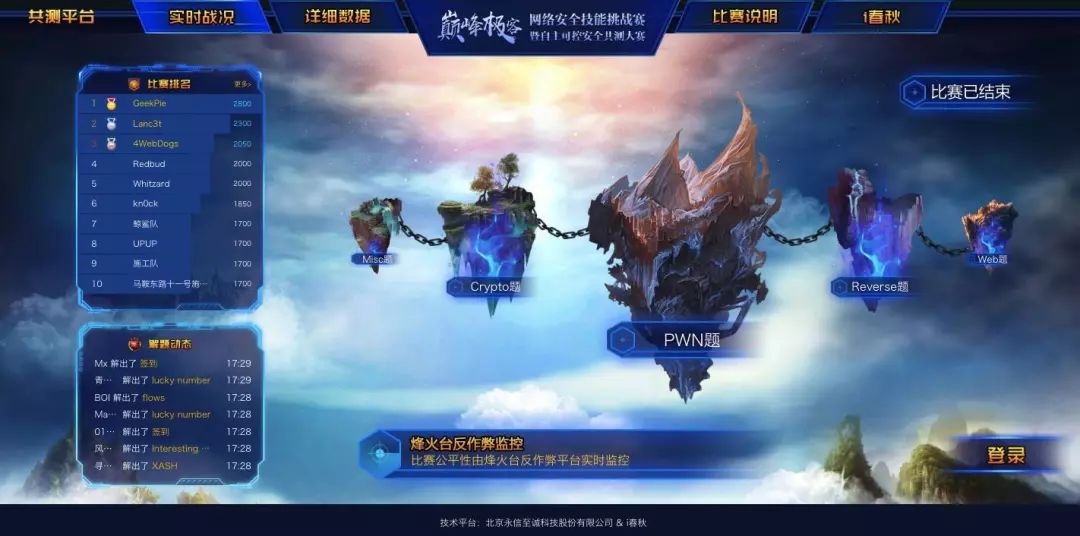 共测平台
实时战况
详细数据
巅峰极客
网络安全技能挑战赛
暨自主可控安全共测大赛
比赛说明
i春秋
比赛排名 更多>
1 GeekPie 2800
2 Lanc3t 2300
3 4WebDogs 2050
4 Redbud 2000
5 Whitzard 2000
6 kn0ck 1850
7 鲸鲨队 1700
8 UPUP 1700
9 施工队 1700
10 马鞍东路十一号施··· 1700
比赛已结束
Misc题
Crypto题
PWN题
Reverse题
Web题
解题动态
Mx 解出了 签到 17:29
青··· 解出了 lucky number 17:29
BOI 解出了 flows 17:28
Ma··· 解出了 lucky number 17:28
01··· 解出了 签到 17:28
风··· 解出了 Interesting ··· 17:28
寻··· 解出了 XASH 17:28
烽火台反作弊监控
比赛公平性由烽火台反作弊平台实时监控
登录
技术平台：北京永信至诚科技股份有限公司 & i春秋